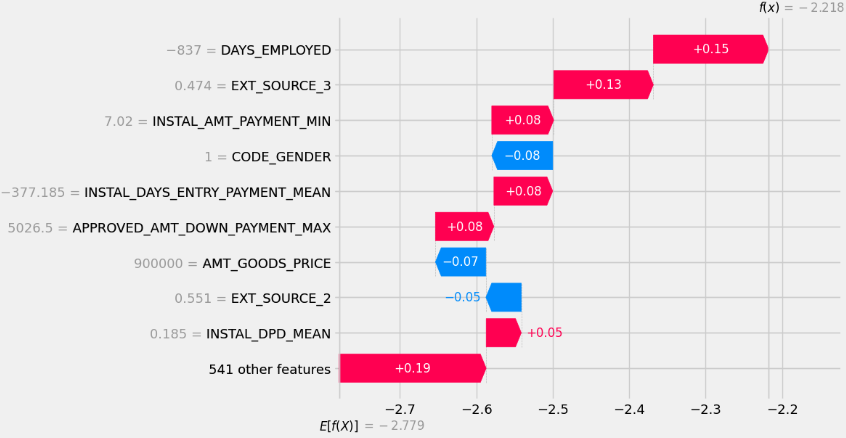 f(x) = −2.218
−837 = DAYS_EMPLOYED +0.15
0.474 = EXT_SOURCE_3 +0.13
7.02 = INSTAL_AMT_PAYMENT_MIN +0.08
1 = CODE_GENDER −0.08
−377.185 = INSTAL_DAYS_ENTRY_PAYMENT_MEAN +0.08
5026.5 = APPROVED_AMT_DOWN_PAYMENT_MAX +0.08
900000 = AMT_GOODS_PRICE −0.07
0.551 = EXT_SOURCE_2 −0.05
0.185 = INSTAL_DPD_MEAN +0.05
541 other features +0.19
−2.7 −2.6 −2.5 −2.4 −2.3 −2.2
E[f(X)] = −2.779